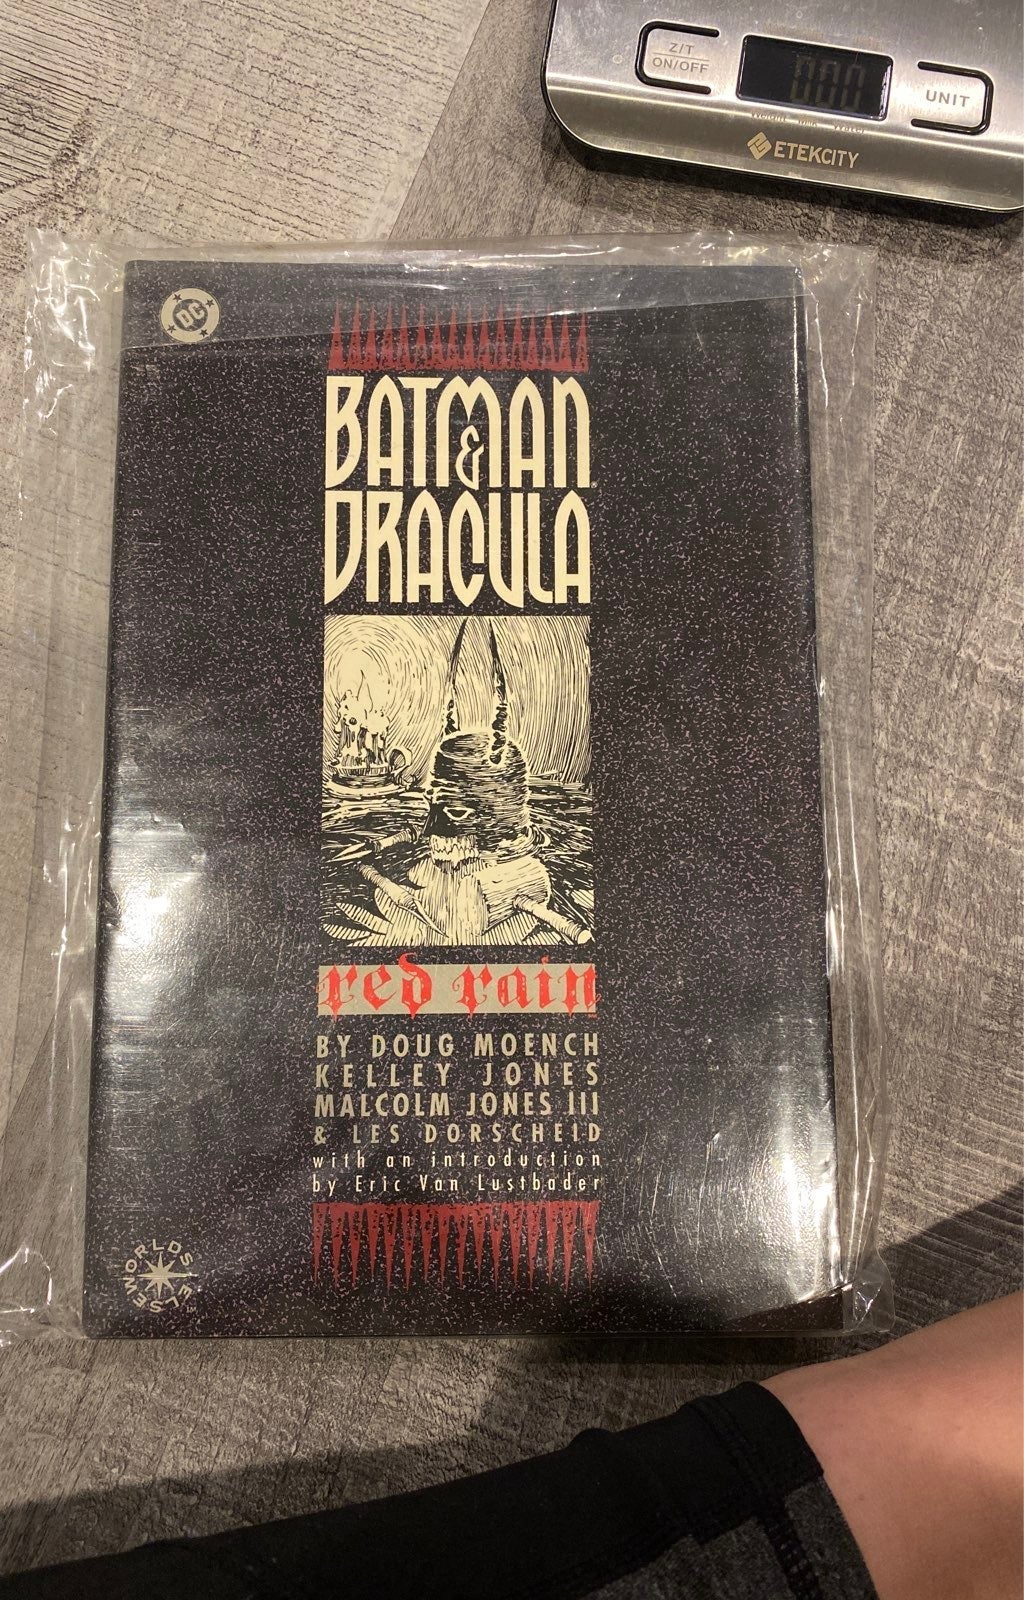 Z/T
ON/OFF
UNIT
ETEKCITY
DC
BATMAN
&
DRACULA
red rain
BY DOUG MOENCH
KELLEY JONES
MALCOLM JONES III
& LES DORSCHEID
with an introduction
by Eric Van Lustbader
ELSEWORLDS